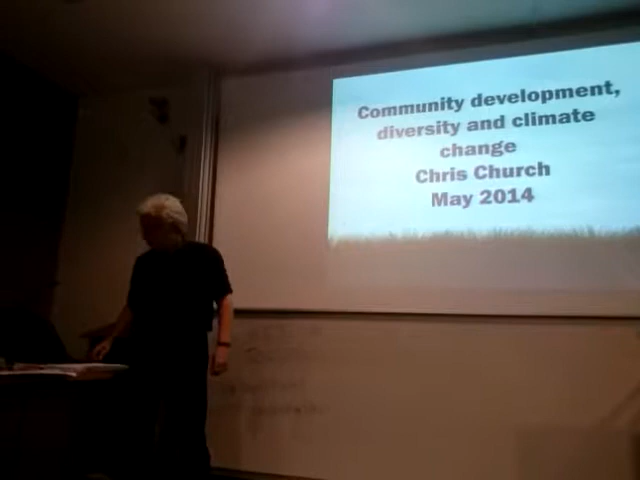 Community development,
diversity and climate
change
Chris Church
May 2014